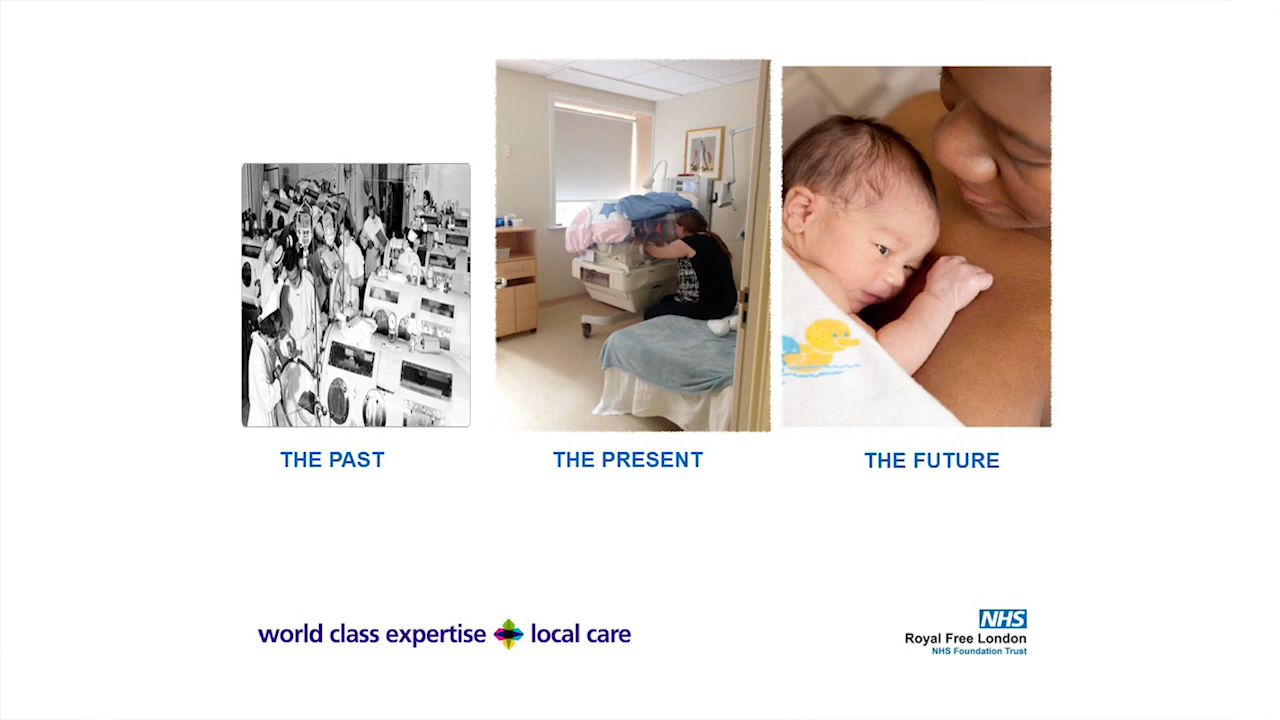 THE PAST
THE PRESENT
THE FUTURE
world class expertise local care
NHS
Royal Free London
NHS Foundation Trust